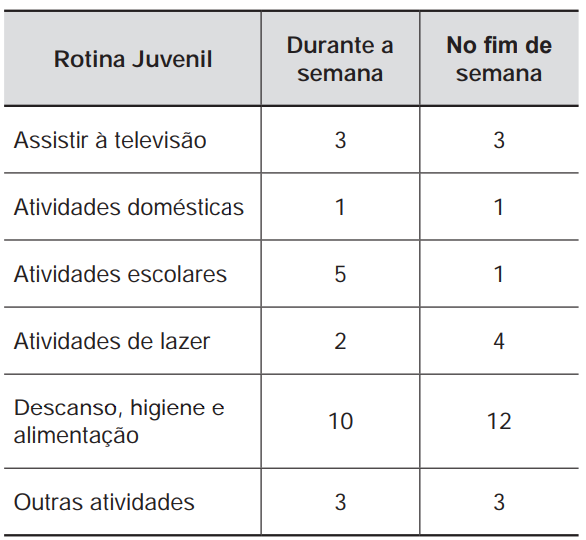 Rotina Juvenil Durante a semana No fim de semana
Assistir à televisão 3 3
Atividades domésticas 1 1
Atividades escolares 5 1
Atividades de lazer 2 4
Descanso, higiene e alimentação 10 12
Outras atividades 3 3